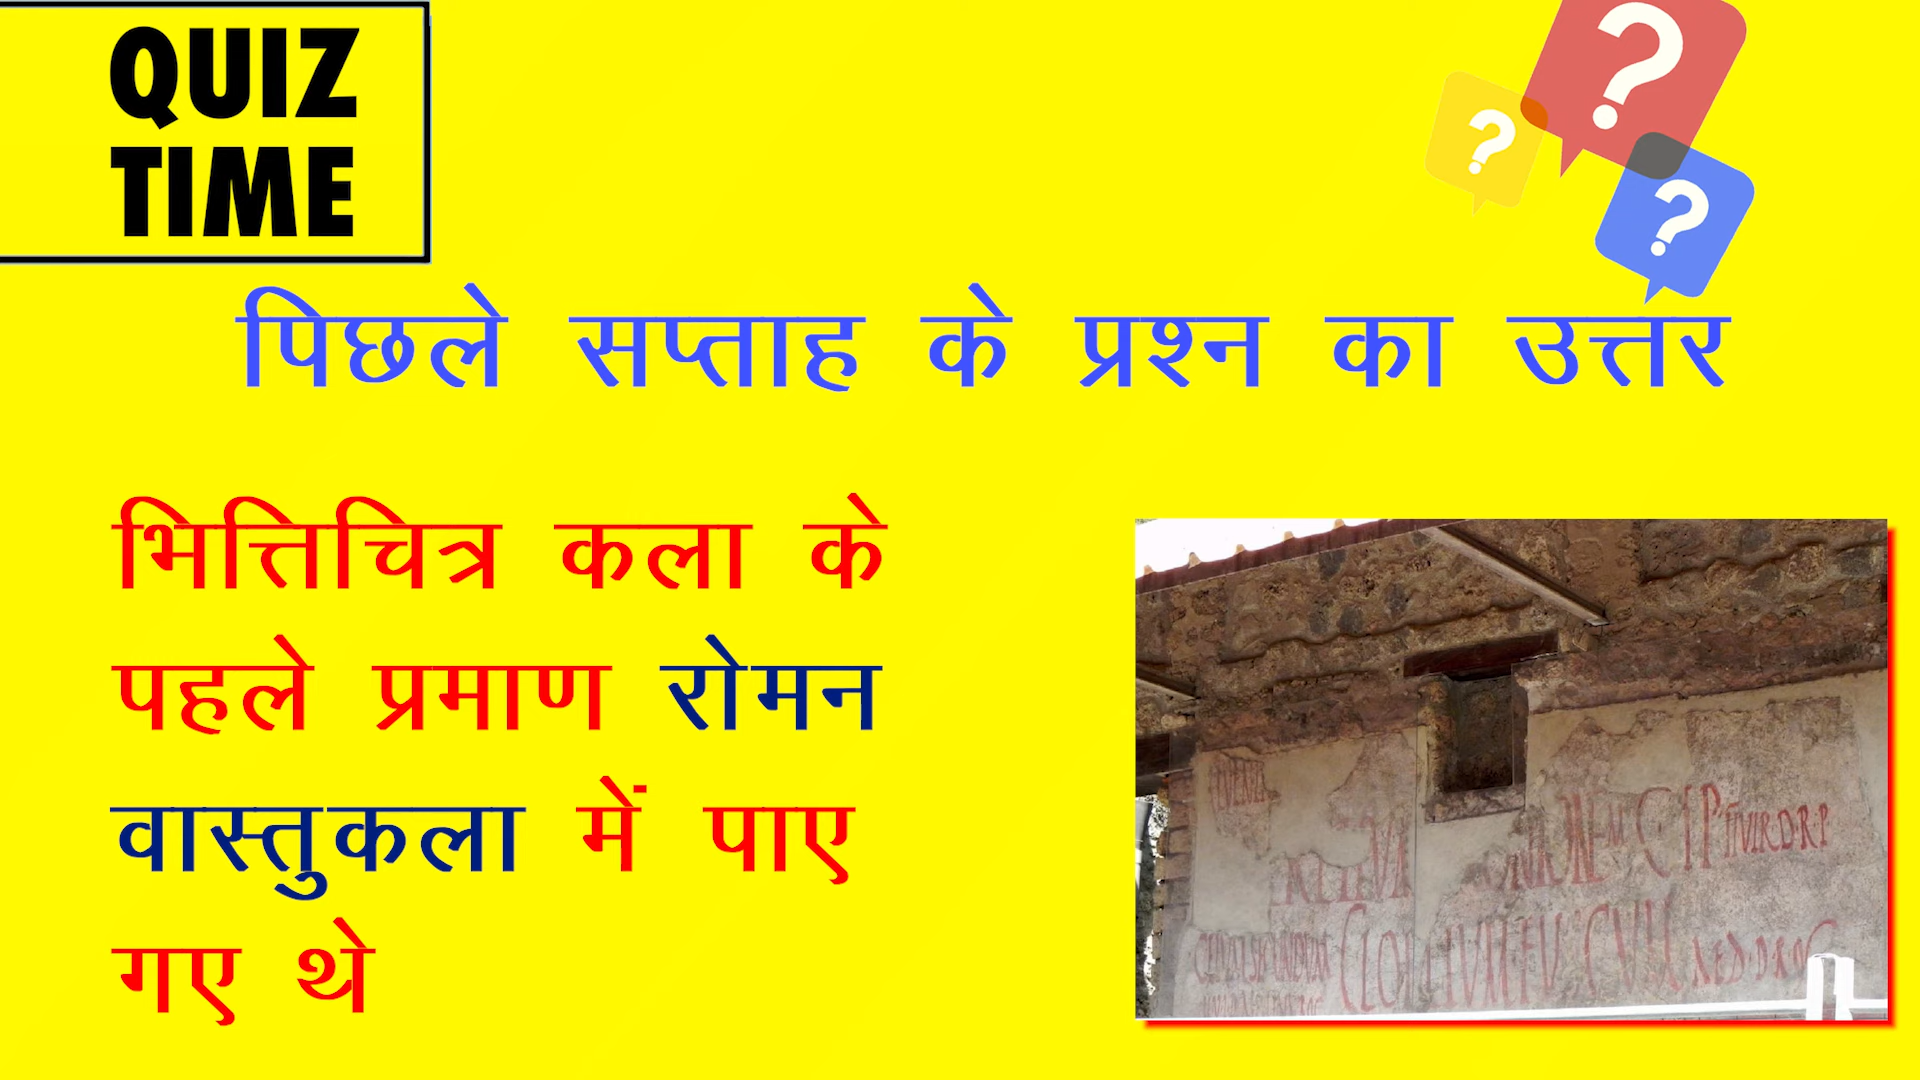 QUIZ
TIME
पिछले सप्ताह के प्रश्न का उत्तर
भित्तिचित्र कला के
पहले प्रमाण रोमन
वास्तुकला में पाए
गए थे